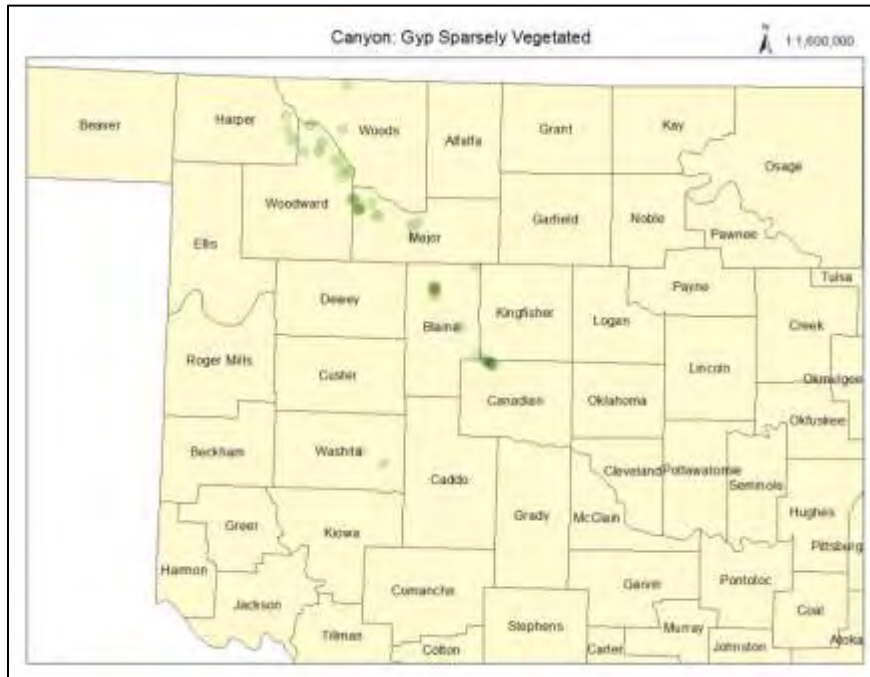 Canyon: Gyp Sparsely Vegetated
N
1:1,600,000
Beaver
Harper
Woods
Alfalfa
Grant
Kay
Osage
Woodward
Ellis
Major
Garfield
Noble
Pawnee
Tulsa
Dewey
Blaine
Kingfisher
Logan
Payne
Creek
Roger Mills
Custer
Canadian
Oklahoma
Lincoln
Okmulgee
Okfuskee
Beckham
Washita
Caddo
Grady
Cleveland
Pottawatomie
Seminole
McClain
Hughes
Pittsburg
Greer
Kiowa
Harmon
Jackson
Comanche
Garvin
Pontotoc
Coal
Tillman
Cotton
Stephens
Carter
Murray
Johnston
Atoka